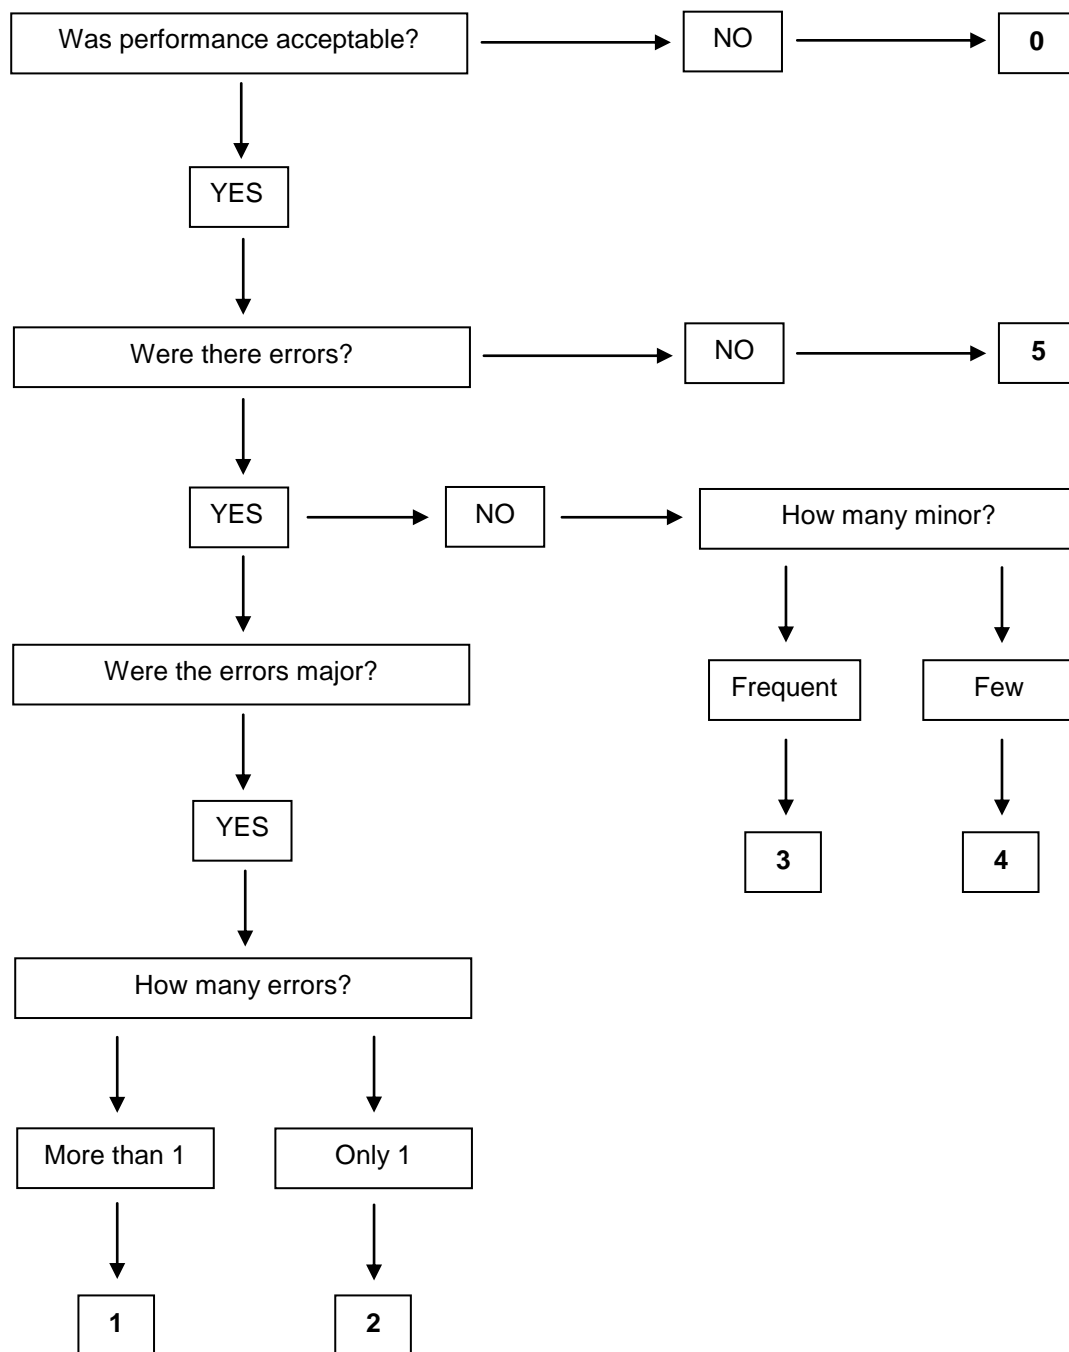 Was performance acceptable?
NO
0
YES
Were there errors?
NO
5
YES
NO
How many minor?
Were the errors major?
Frequent
Few
YES
3
4
How many errors?
More than 1
Only 1
1
2